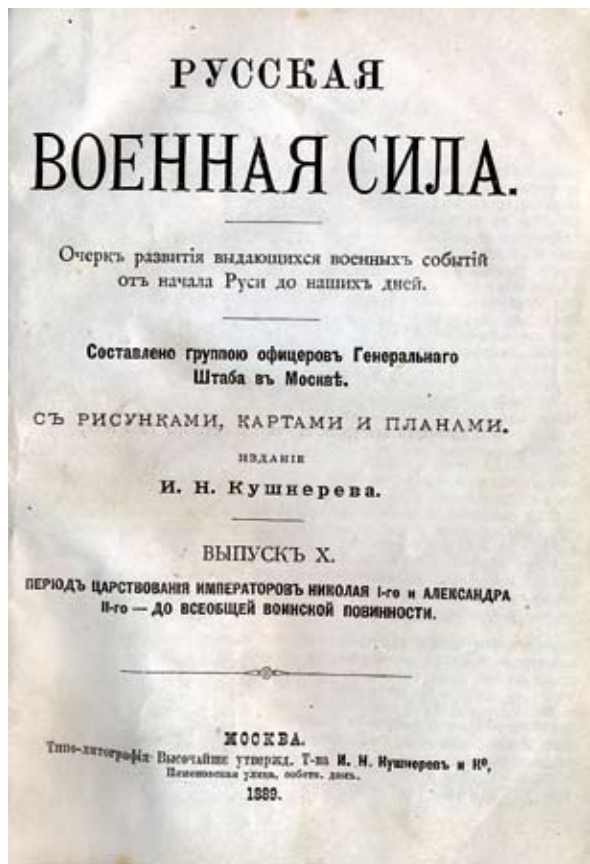 РУССКАЯ
ВОЕННАЯ СИЛА.
Очеркъ развитія выдающихся военныхъ событій
отъ начала Руси до нашихъ дней.
Составлено группою офицеровъ Генеральнаго
Штаба въ Москвѣ.
СЪ РИСУНКАМИ, КАРТАМИ И ПЛАНАМИ.
ИЗДАНІЕ
И. Н. Кушнерева.
ВЫПУСКЪ X.
ПЕРІОДЪ ЦАРСТВОВАНІЯ ИМПЕРАТОРОВЪ НИКОЛАЯ I-го и АЛЕКСАНДРА
II-го — ДО ВСЕОБЩЕЙ ВОИНСКОЙ ПОВИННОСТИ.
МОСКВА.
Типо-литографія Высочайше утвержд. Т-ва И. Н. Кушнеревъ и Ко,
Пименовская улица, собств. домъ.
1889.